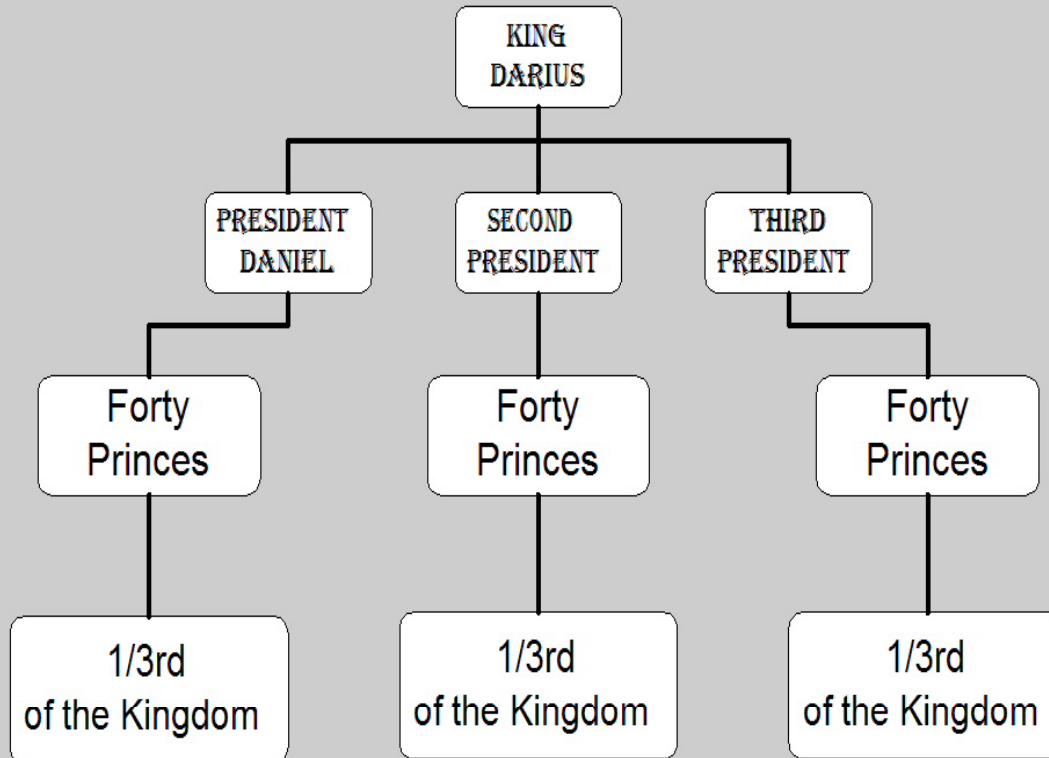 KING
DARIUS
PRESIDENT
DANIEL
SECOND
PRESIDENT
THIRD
PRESIDENT
Forty
Princes
Forty
Princes
Forty
Princes
1/3rd
of the Kingdom
1/3rd
of the Kingdom
1/3rd
of the Kingdom